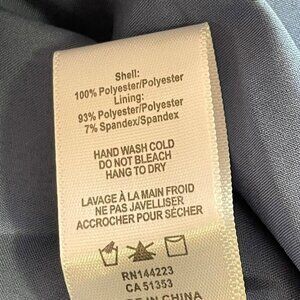 Shell:
100% Polyester/Polyester
Lining:
93% Polyester/Polyester
7% Spandex/Spandex
HAND WASH COLD
DO NOT BLEACH
HANG TO DRY
LAVAGE À LA MAIN FROID
NE PAS JAVELLISER
ACCROCHER POUR SÉCHER
RN144223
CA 51353
IN CHINA